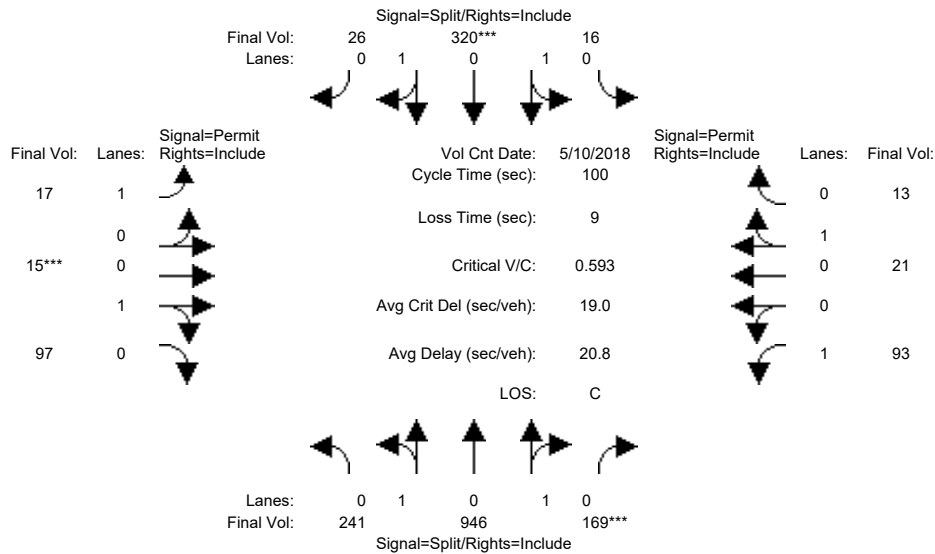 Signal=Split/Rights=Include
Final Vol: 26 320*** 16
Lanes: 0 1 0 1 0
Signal=Permit Signal=Permit
Final Vol: Lanes: Rights=Include Vol Cnt Date: 5/10/2018 Rights=Include Lanes: Final Vol:
Cycle Time (sec): 100
17 1 0 13
Loss Time (sec): 9
0 1
15*** 0 Critical V/C: 0.593 0 21
1 Avg Crit Del (sec/veh): 19.0 0
97 0 Avg Delay (sec/veh): 20.8 1 93
LOS: C
Lanes: 0 1 0 1 0
Final Vol: 241 946 169***
Signal=Split/Rights=Include